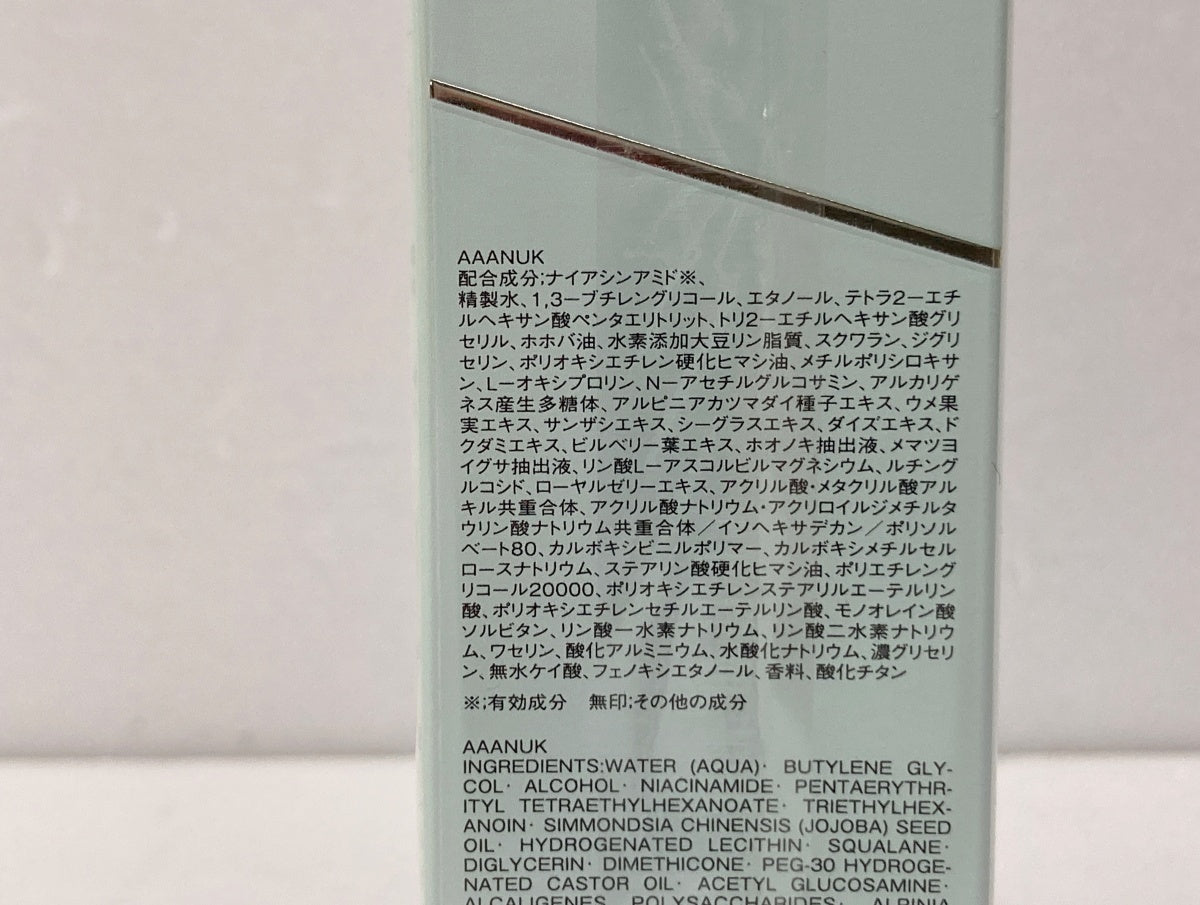 AAANUK
配合成分;ナイアシンアミド※、
精製水、1,3ーブチレングリコール、エタノール、テトラ2ーエチ
ルヘキサン酸ペンタエリトリット、トリ2ーエチルヘキサン酸グリ
セリル、ホホバ油、水素添加大豆リン脂質、スクワラン、ジグリ
セリン、ポリオキシエチレン硬化ヒマシ油、メチルポリシロキサ
ン、Lーオキシプロリン、Nーアセチルグルコサミン、アルカリゲ
ネス産生多糖体、アルピニアカツマダイ種子エキス、ウメ果
実エキス、サンザシエキス、シーグラスエキス、ダイズエキス、ド
クダミエキス、ビルベリー葉エキス、ホオノキ抽出液、メマツヨ
イグサ抽出液、リン酸Lーアスコルビルマグネシウム、ルチング
ルコシド、ローヤルゼリーエキス、アクリル酸・メタクリル酸アル
キル共重合体、アクリル酸ナトリウム・アクリロイルジメチルタ
ウリン酸ナトリウム共重合体／イソヘキサデカン／ポリソル
ベート80、カルボキシビニルポリマー、カルボキシメチルセル
ロースナトリウム、ステアリン酸硬化ヒマシ油、ポリエチレング
リコール20000、ポリオキシエチレンステアリルエーテルリン
酸、ポリオキシエチレンセチルエーテルリン酸、モノオレイン酸
ソルビタン、リン酸一水素ナトリウム、リン酸二水素ナトリウ
ム、ワセリン、酸化アルミニウム、水酸化ナトリウム、濃グリセリ
ン、無水ケイ酸、フェノキシエタノール、香料、酸化チタン
※;有効成分　無印;その他の成分
AAANUK
INGREDIENTS:WATER (AQUA)· BUTYLENE GLY-
COL· ALCOHOL· NIACINAMIDE· PENTAERYTHR-
ITYL TETRAETHYLHEXANOATE· TRIETHYLHEX-
ANOIN· SIMMONDSIA CHINENSIS (JOJOBA) SEED
OIL· HYDROGENATED LECITHIN· SQUALANE·
DIGLYCERIN· DIMETHICONE· PEG-30 HYDROGE-
NATED CASTOR OIL· ACETYL GLUCOSAMINE·
ALCALIGENES POLYSACCHARIDES· ALPINIA